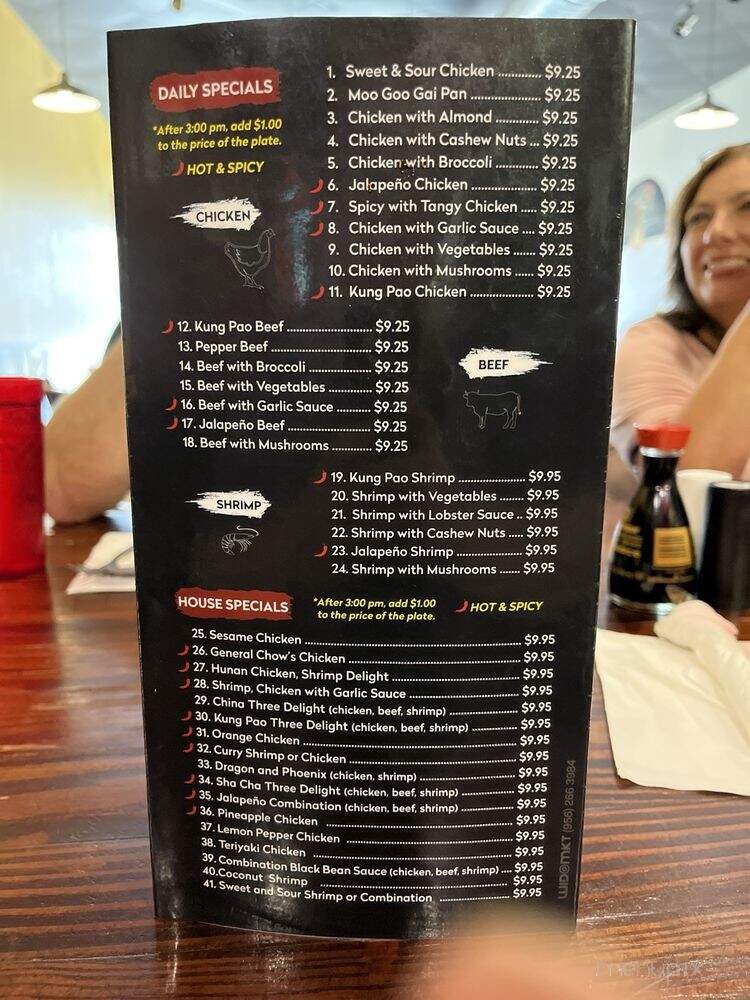 DAILY SPECIALS
*After 3:00 pm, add $1.00
to the price of the plate.
HOT & SPICY
CHICKEN
1. Sweet & Sour Chicken ............. $9.25
2. Moo Goo Gai Pan ..................... $9.25
3. Chicken with Almond ............... $9.25
4. Chicken with Cashew Nuts ... $9.25
5. Chicken with Broccoli ............... $9.25
6. Jalapeño Chicken ..................... $9.25
7. Spicy with Tangy Chicken ..... $9.25
8. Chicken with Garlic Sauce .... $9.25
9. Chicken with Vegetables ....... $9.25
10. Chicken with Mushrooms ...... $9.25
11. Kung Pao Chicken .................... $9.25
12. Kung Pao Beef .......................... $9.25
13. Pepper Beef ............................... $9.25
14. Beef with Broccoli .................... $9.25
15. Beef with Vegetables .............. $9.25
16. Beef with Garlic Sauce .......... $9.25
17. Jalapeño Beef .......................... $9.25
18. Beef with Mushrooms ............ $9.25
BEEF
SHRIMP
19. Kung Pao Shrimp .................... $9.95
20. Shrimp with Vegetables ....... $9.95
21. Shrimp with Lobster Sauce .. $9.95
22. Shrimp with Cashew Nuts ..... $9.95
23. Jalapeño Shrimp ..................... $9.95
24. Shrimp with Mushrooms ....... $9.95
HOUSE SPECIALS
*After 3:00 pm, add $1.00
to the price of the plate.
HOT & SPICY
25. Sesame Chicken ........................ $9.95
26. General Chow's Chicken ........................ $9.95
27. Hunan Chicken, Shrimp Delight ........................ $9.95
28. Shrimp, Chicken with Garlic Sauce ........................ $9.95
29. China Three Delight (chicken, beef, shrimp) .................... $9.95
30. Kung Pao Three Delight (chicken, beef, shrimp) ................ $9.95
31. Orange Chicken ........................ $9.95
32. Curry Shrimp or Chicken ........................ $9.95
33. Dragon and Phoenix (chicken, shrimp) ........................ $9.95
34. Sha Cha Three Delight (chicken, beef, shrimp) ................ $9.95
35. Jalapeño Combination (chicken, beef, shrimp) ................ $9.95
36. Pineapple Chicken ........................ $9.95
37. Lemon Pepper Chicken ........................ $9.95
38. Teriyaki Chicken ........................ $9.95
39. Combination Black Bean Sauce (chicken, beef, shrimp) .... $9.95
40. Coconut Shrimp ........................ $9.95
41. Sweet and Sour Shrimp or Combination ........................ $9.95
WIDOMKT (956) 266 3984
menupix